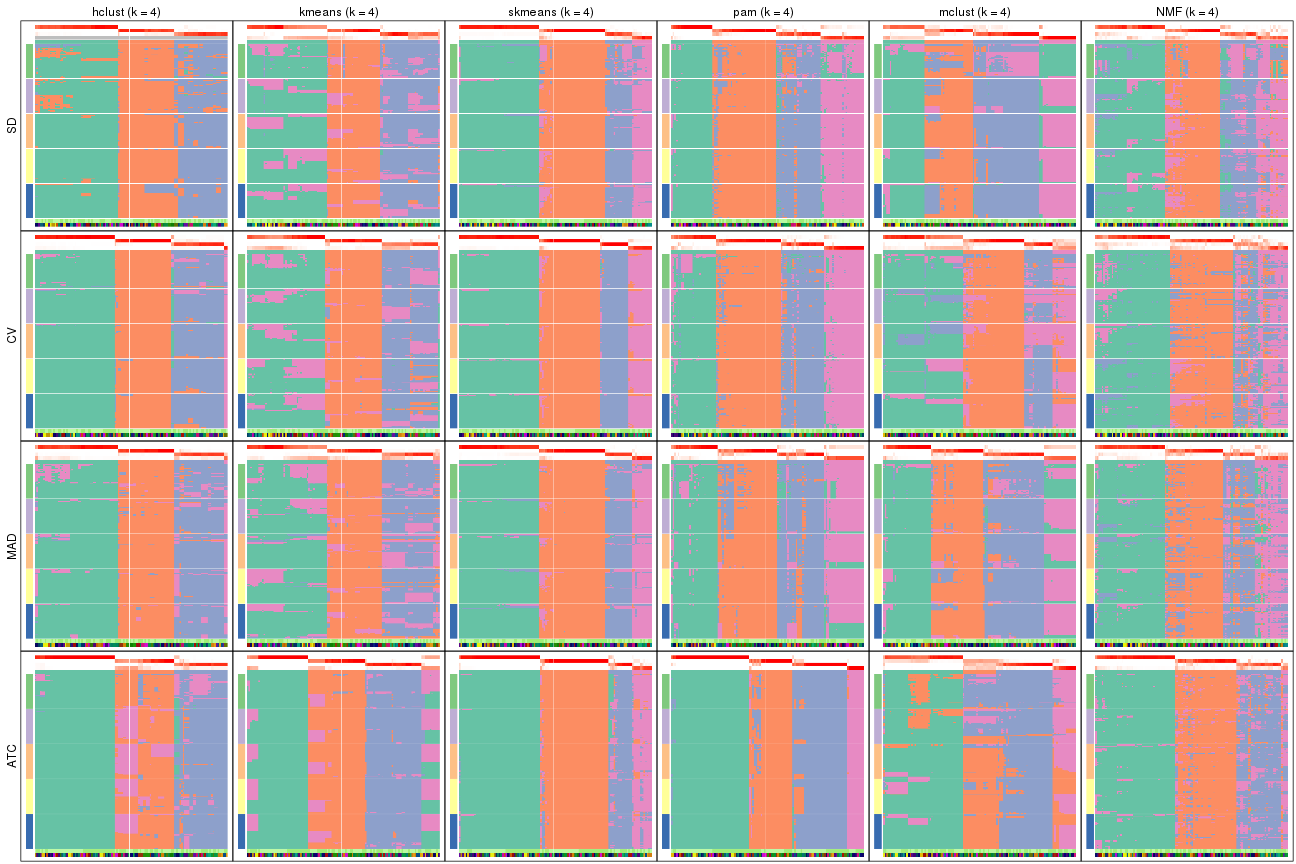 hclust (k = 4) kmeans (k = 4) skmeans (k = 4) pam (k = 4) mclust (k = 4) NMF (k = 4)
SD
CV
MAD
ATC